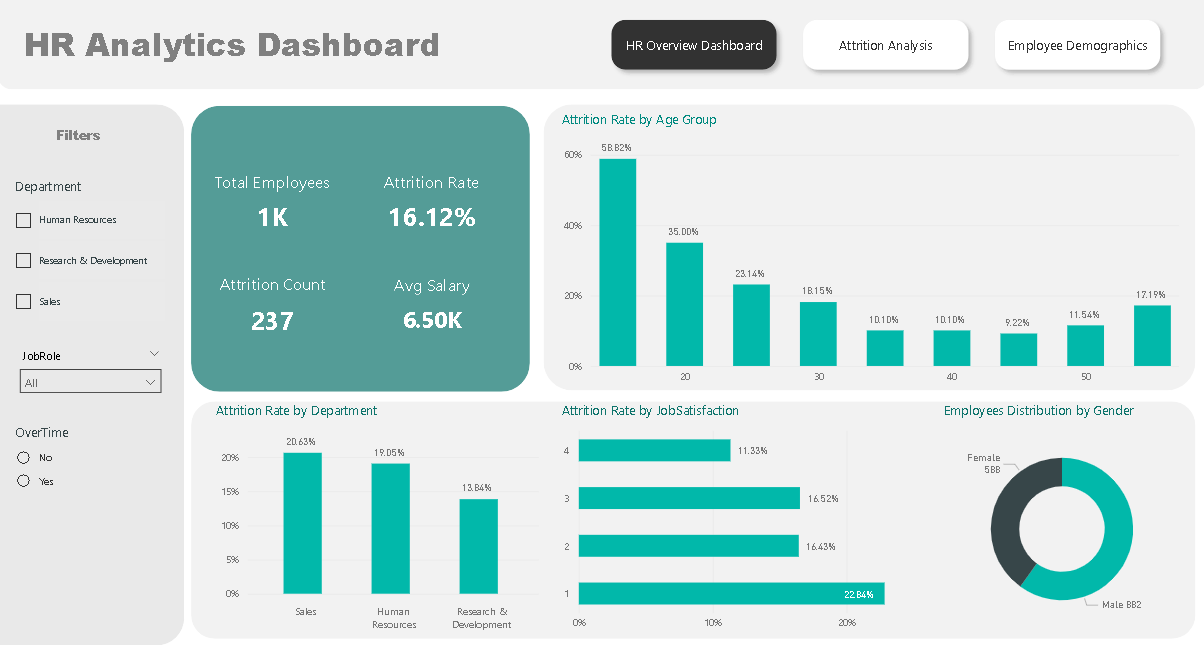 HR Analytics Dashboard
HR Overview Dashboard
Attrition Analysis
Employee Demographics
Filters
Department
Human Resources
Research & Development
Sales
JobRole
All
OverTime
No
Yes
Total Employees
1K
Attrition Rate
16.12%
Attrition Count
237
Avg Salary
6.50K
Attrition Rate by Age Group
60%
40%
20%
0%
58.82%
35.00%
23.14%
18.15%
10.10%
10.10%
9.22%
11.54%
17.19%
20
30
40
50
Attrition Rate by Department
20%
15%
10%
5%
0%
20.63%
19.05%
13.84%
Sales
Human
Resources
Research &
Development
Attrition Rate by JobSatisfaction
4
11.33%
3
16.52%
2
16.43%
1
22.84%
0%
10%
20%
Employees Distribution by Gender
Female
588
Male 882